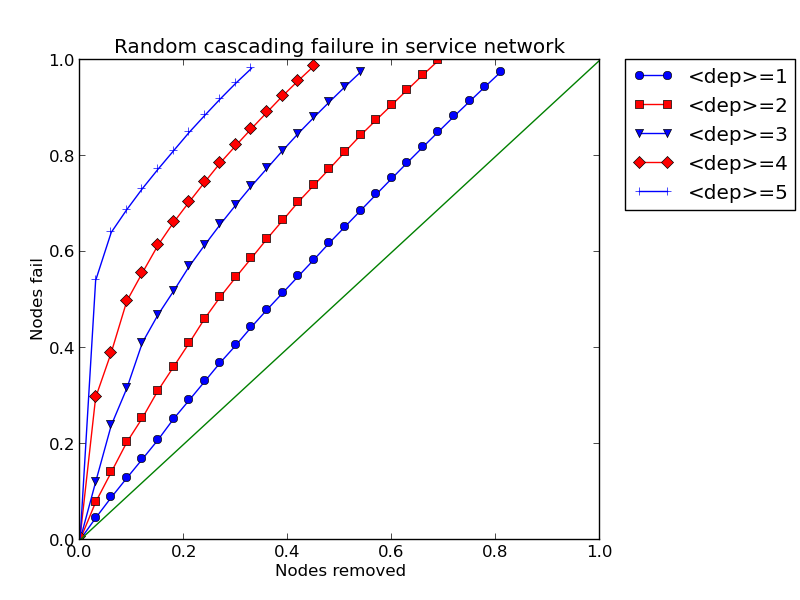 Random cascading failure in service network
<dep>=1
<dep>=2
<dep>=3
<dep>=4
<dep>=5
1.0
0.8
0.6
0.4
0.2
0.0
Nodes fail
0.0 0.2 0.4 0.6 0.8 1.0
Nodes removed